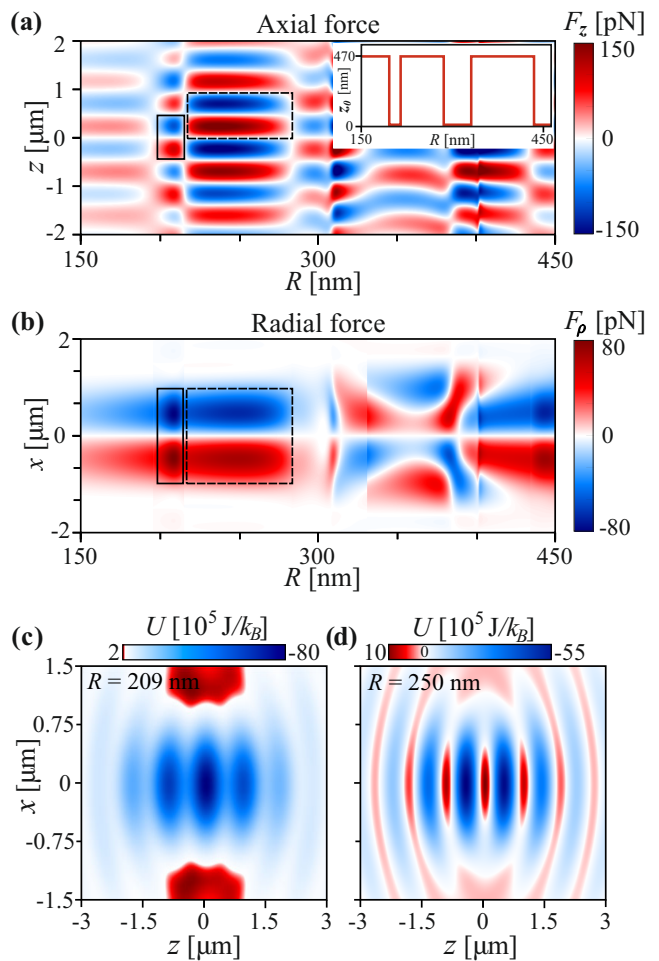 (a) Axial force F_z [pN]
2
1
0
-1
-2
z [μm]
470
0
z_0 [nm]
150 R [nm] 450
150
0
-150
150 300 450
R [nm]
(b) Radial force F_ρ [pN]
2
0
-2
x [μm]
80
0
-80
150 300 450
R [nm]
(c) U [10^5 J/k_B] (d) U [10^5 J/k_B]
2 -80 10 0 -55
R = 209 nm R = 250 nm
1.5
0.75
0
-0.75
-1.5
x [μm]
-3 -1.5 0 1.5 3 -3 -1.5 0 1.5 3
z [μm] z [μm]